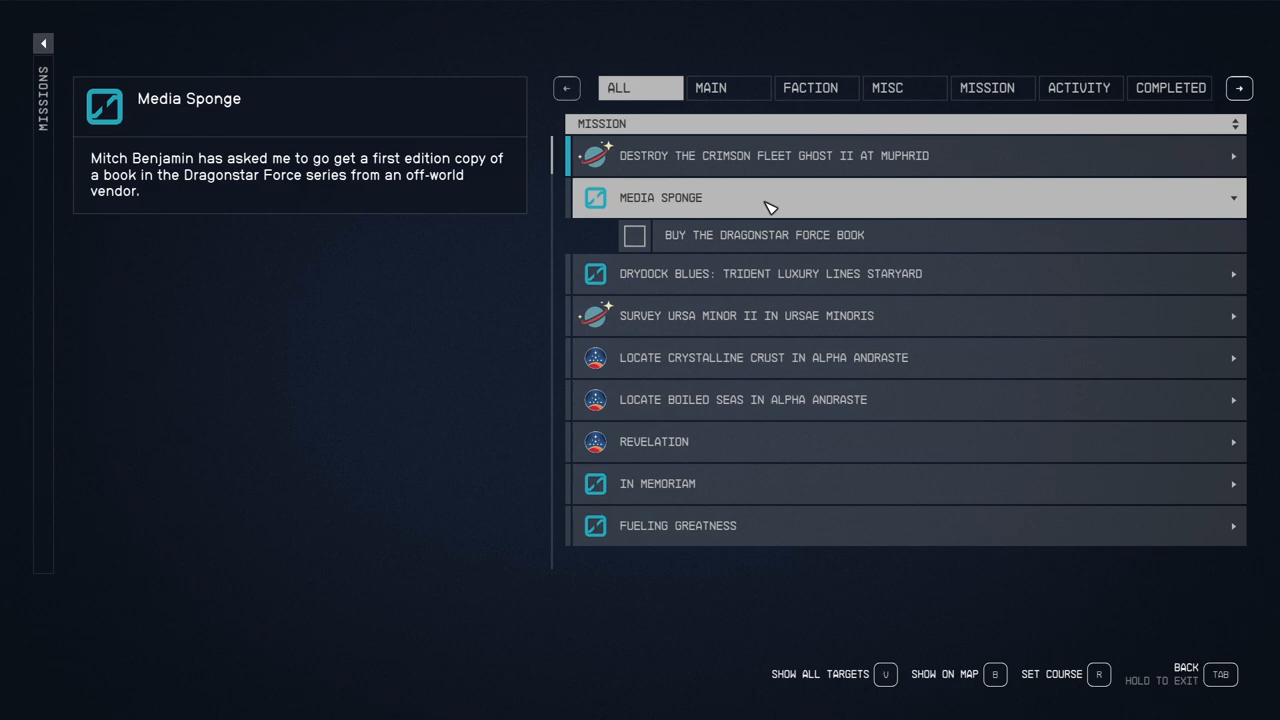 MISSIONS
Media Sponge
Mitch Benjamin has asked me to go get a first edition copy of
a book in the Dragonstar Force series from an off-world
vendor.
ALL MAIN FACTION MISC MISSION ACTIVITY COMPLETED
MISSION
DESTROY THE CRIMSON FLEET GHOST II AT MUPHRID
MEDIA SPONGE
BUY THE DRAGONSTAR FORCE BOOK
DRYDOCK BLUES: TRIDENT LUXURY LINES STARYARD
SURVEY URSA MINOR II IN URSAE MINORIS
LOCATE CRYSTALLINE CRUST IN ALPHA ANDRASTE
LOCATE BOILED SEAS IN ALPHA ANDRASTE
REVELATION
IN MEMORIAM
FUELING GREATNESS
SHOW ALL TARGETS V SHOW ON MAP B SET COURSE R BACK TAB
HOLD TO EXIT